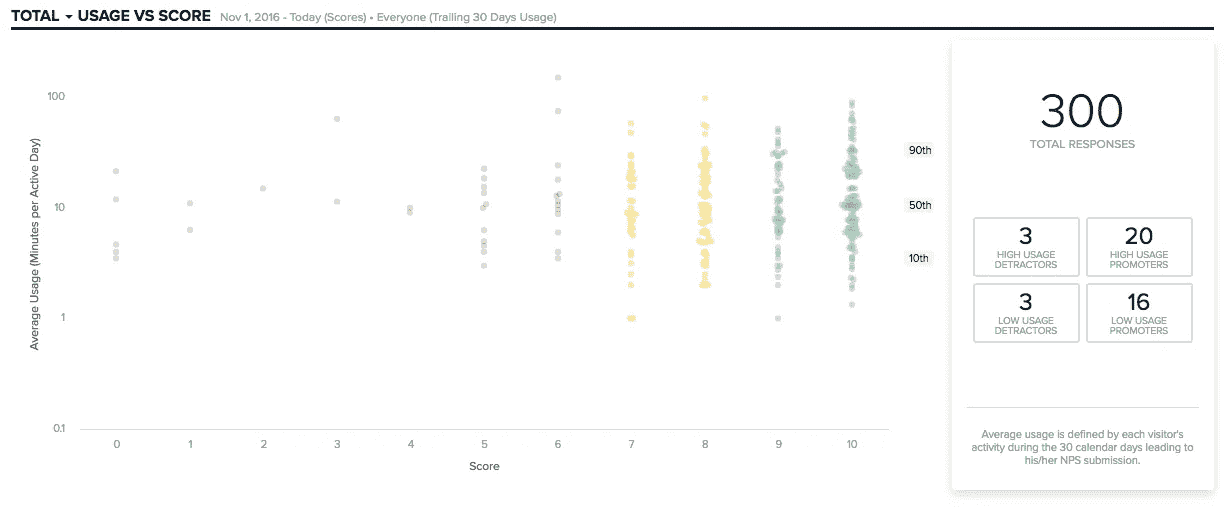 TOTAL USAGE VS SCORE Nov 1, 2016 - Today (Scores) • Everyone (Trailing 30 Days Usage)
100
10
1
0.1
Average Usage (Minutes per Active Day)
0 1 2 3 4 5 6 7 8 9 10
Score
90th
50th
10th
300
TOTAL RESPONSES
3
HIGH USAGE
DETRACTORS
20
HIGH USAGE
PROMOTERS
3
LOW USAGE
DETRACTORS
16
LOW USAGE
PROMOTERS
Average usage is defined by each visitor's
activity during the 30 calendar days leading to
his/her NPS submission.